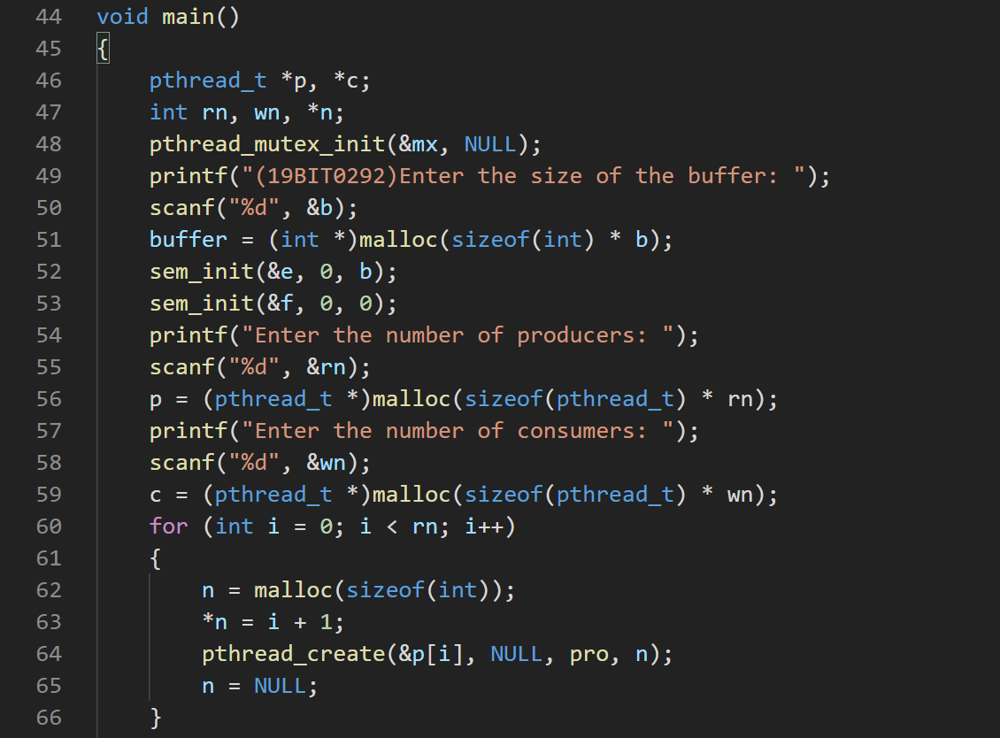 44 void main()
45 {
46     pthread_t *p, *c;
47     int rn, wn, *n;
48     pthread_mutex_init(&mx, NULL);
49     printf("(19BIT0292)Enter the size of the buffer: ");
50     scanf("%d", &b);
51     buffer = (int *)malloc(sizeof(int) * b);
52     sem_init(&e, 0, b);
53     sem_init(&f, 0, 0);
54     printf("Enter the number of producers: ");
55     scanf("%d", &rn);
56     p = (pthread_t *)malloc(sizeof(pthread_t) * rn);
57     printf("Enter the number of consumers: ");
58     scanf("%d", &wn);
59     c = (pthread_t *)malloc(sizeof(pthread_t) * wn);
60     for (int i = 0; i < rn; i++)
61     {
62         n = malloc(sizeof(int));
63         *n = i + 1;
64         pthread_create(&p[i], NULL, pro, n);
65         n = NULL;
66     }